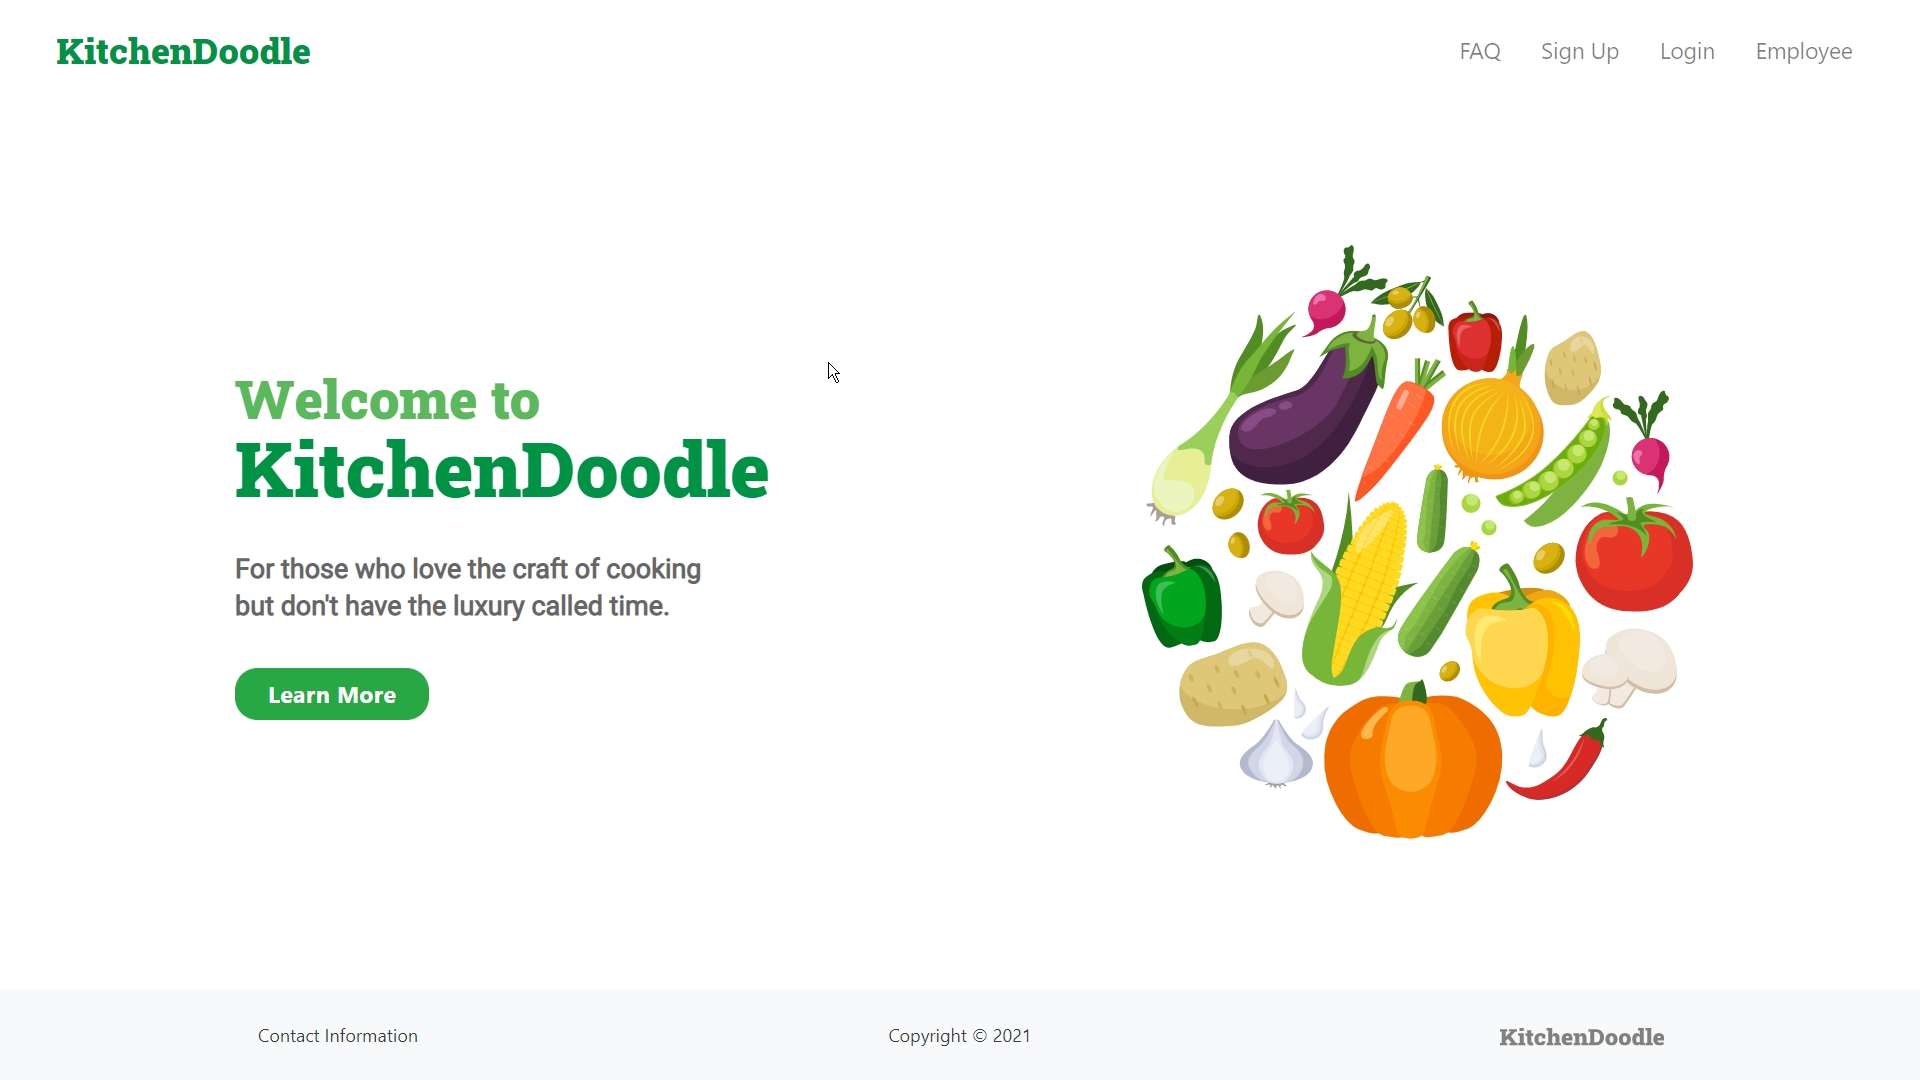 KitchenDoodle
FAQ Sign Up Login Employee
Welcome to
KitchenDoodle
For those who love the craft of cooking
but don't have the luxury called time.
Learn More
Contact Information
Copyright © 2021
KitchenDoodle